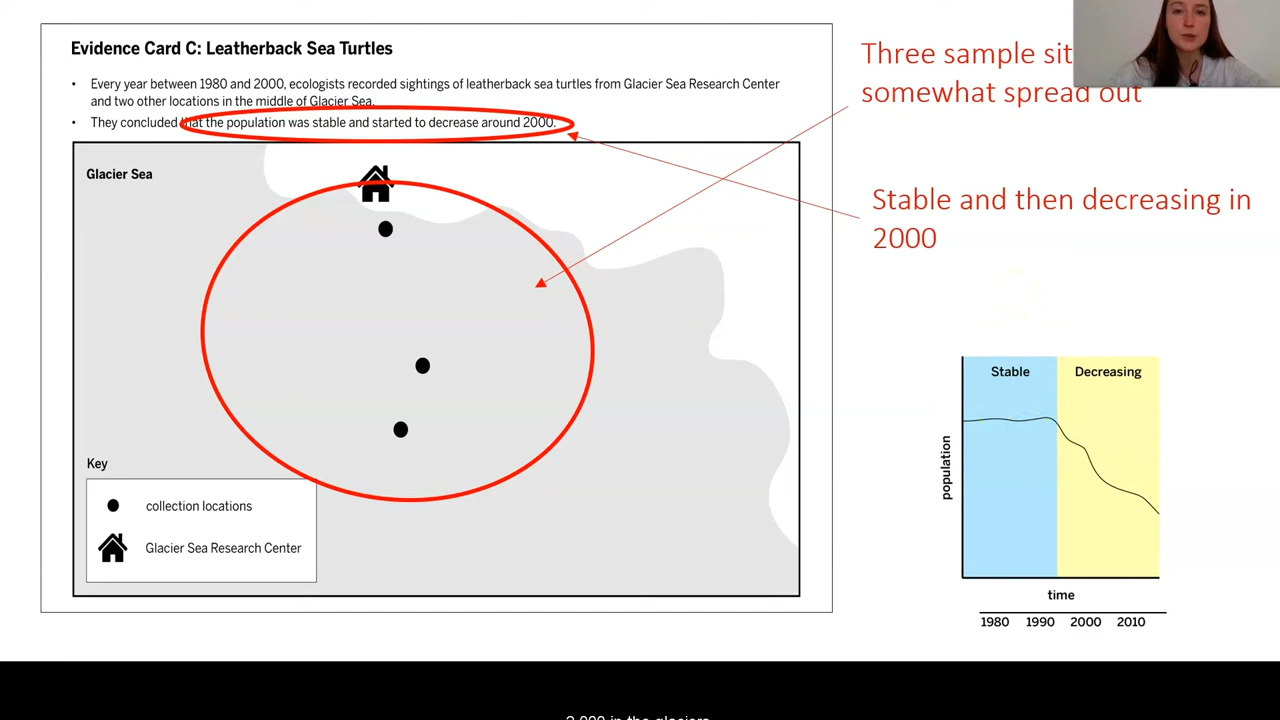 Evidence Card C: Leatherback Sea Turtles
• Every year between 1980 and 2000, ecologists recorded sightings of leatherback sea turtles from Glacier Sea Research Center
and two other locations in the middle of Glacier Sea.
• They concluded that the population was stable and started to decrease around 2000.
Glacier Sea
Key
collection locations
Glacier Sea Research Center
Three sample
somewhat spread out
Stable and then decreasing in
2000
Stable Decreasing
population
time
1980 1990 2000 2010